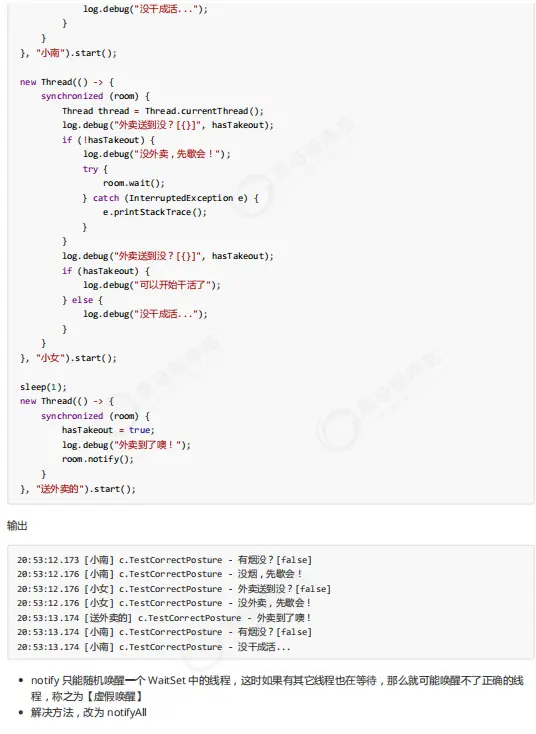 log.debug("没干成活...");
        }
    }
}, "小南").start();
new Thread(() -> {
    synchronized (room) {
        Thread thread = Thread.currentThread();
        log.debug("外卖送到没？[{}]", hasTakeout);
        if (!hasTakeout) {
            log.debug("没外卖，先歇会！");
            try {
                room.wait();
            } catch (InterruptedException e) {
                e.printStackTrace();
            }
        }
        log.debug("外卖送到没？[{}]", hasTakeout);
        if (hasTakeout) {
            log.debug("可以开始干活了");
        } else {
            log.debug("没干成活...");
        }
    }
}, "小女").start();
sleep(1);
new Thread(() -> {
    synchronized (room) {
        hasTakeout = true;
        log.debug("外卖到了噢！");
        room.notify();
    }
}, "送外卖的").start();
输出
20:53:12.173 [小南] c.TestCorrectPosture - 有烟没？[false]
20:53:12.176 [小南] c.TestCorrectPosture - 没烟，先歇会！
20:53:12.176 [小女] c.TestCorrectPosture - 外卖送到没？[false]
20:53:12.176 [小女] c.TestCorrectPosture - 没外卖，先歇会！
20:53:13.174 [送外卖的] c.TestCorrectPosture - 外卖到了噢！
20:53:13.174 [小南] c.TestCorrectPosture - 有烟没？[false]
20:53:13.174 [小南] c.TestCorrectPosture - 没干成活...
• notify 只能随机唤醒一个 WaitSet 中的线程，这时如果有其它线程也在等待，那么就可能唤醒不了正确的线
程，称之为【虚假唤醒】
• 解决方法，改为 notifyAll